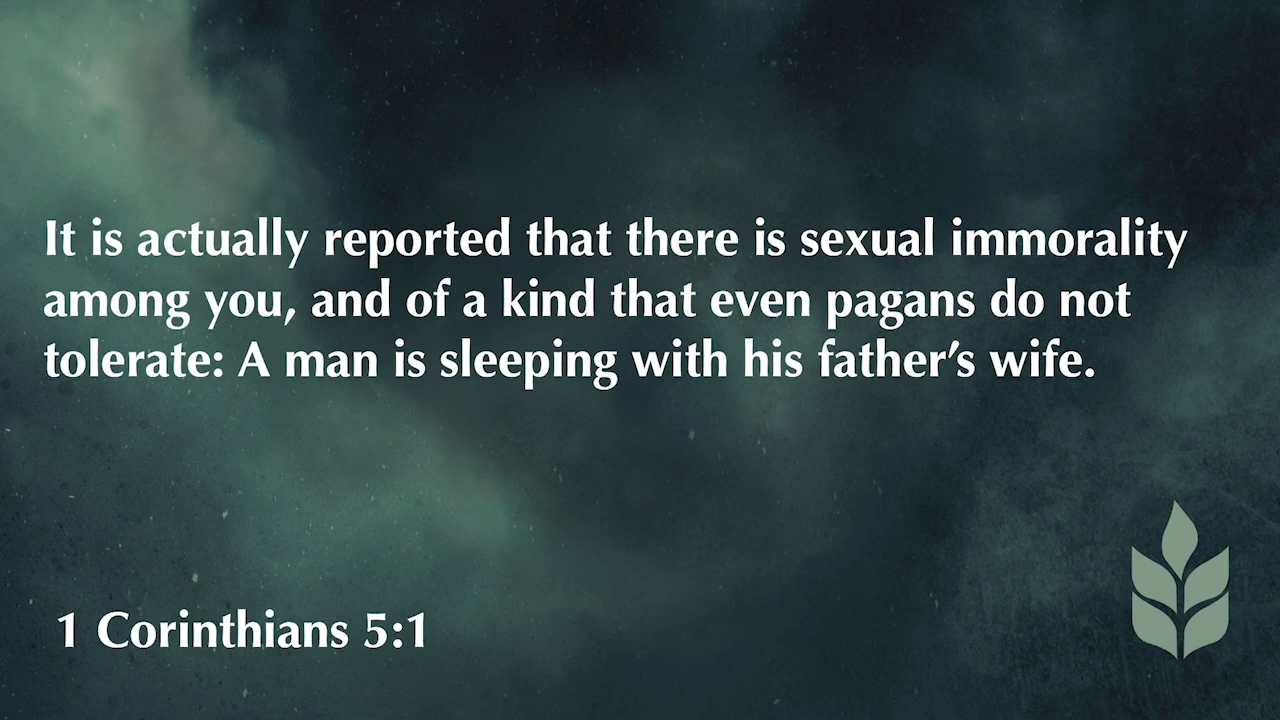 It is actually reported that there is sexual immorality
among you, and of a kind that even pagans do not
tolerate: A man is sleeping with his father’s wife.
1 Corinthians 5:1